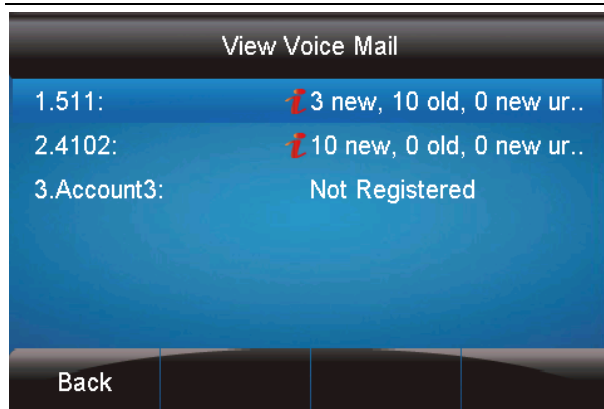 View Voice Mail
1.511: i 3 new, 10 old, 0 new ur..
2.4102: i 10 new, 0 old, 0 new ur..
3.Account3: Not Registered
Back